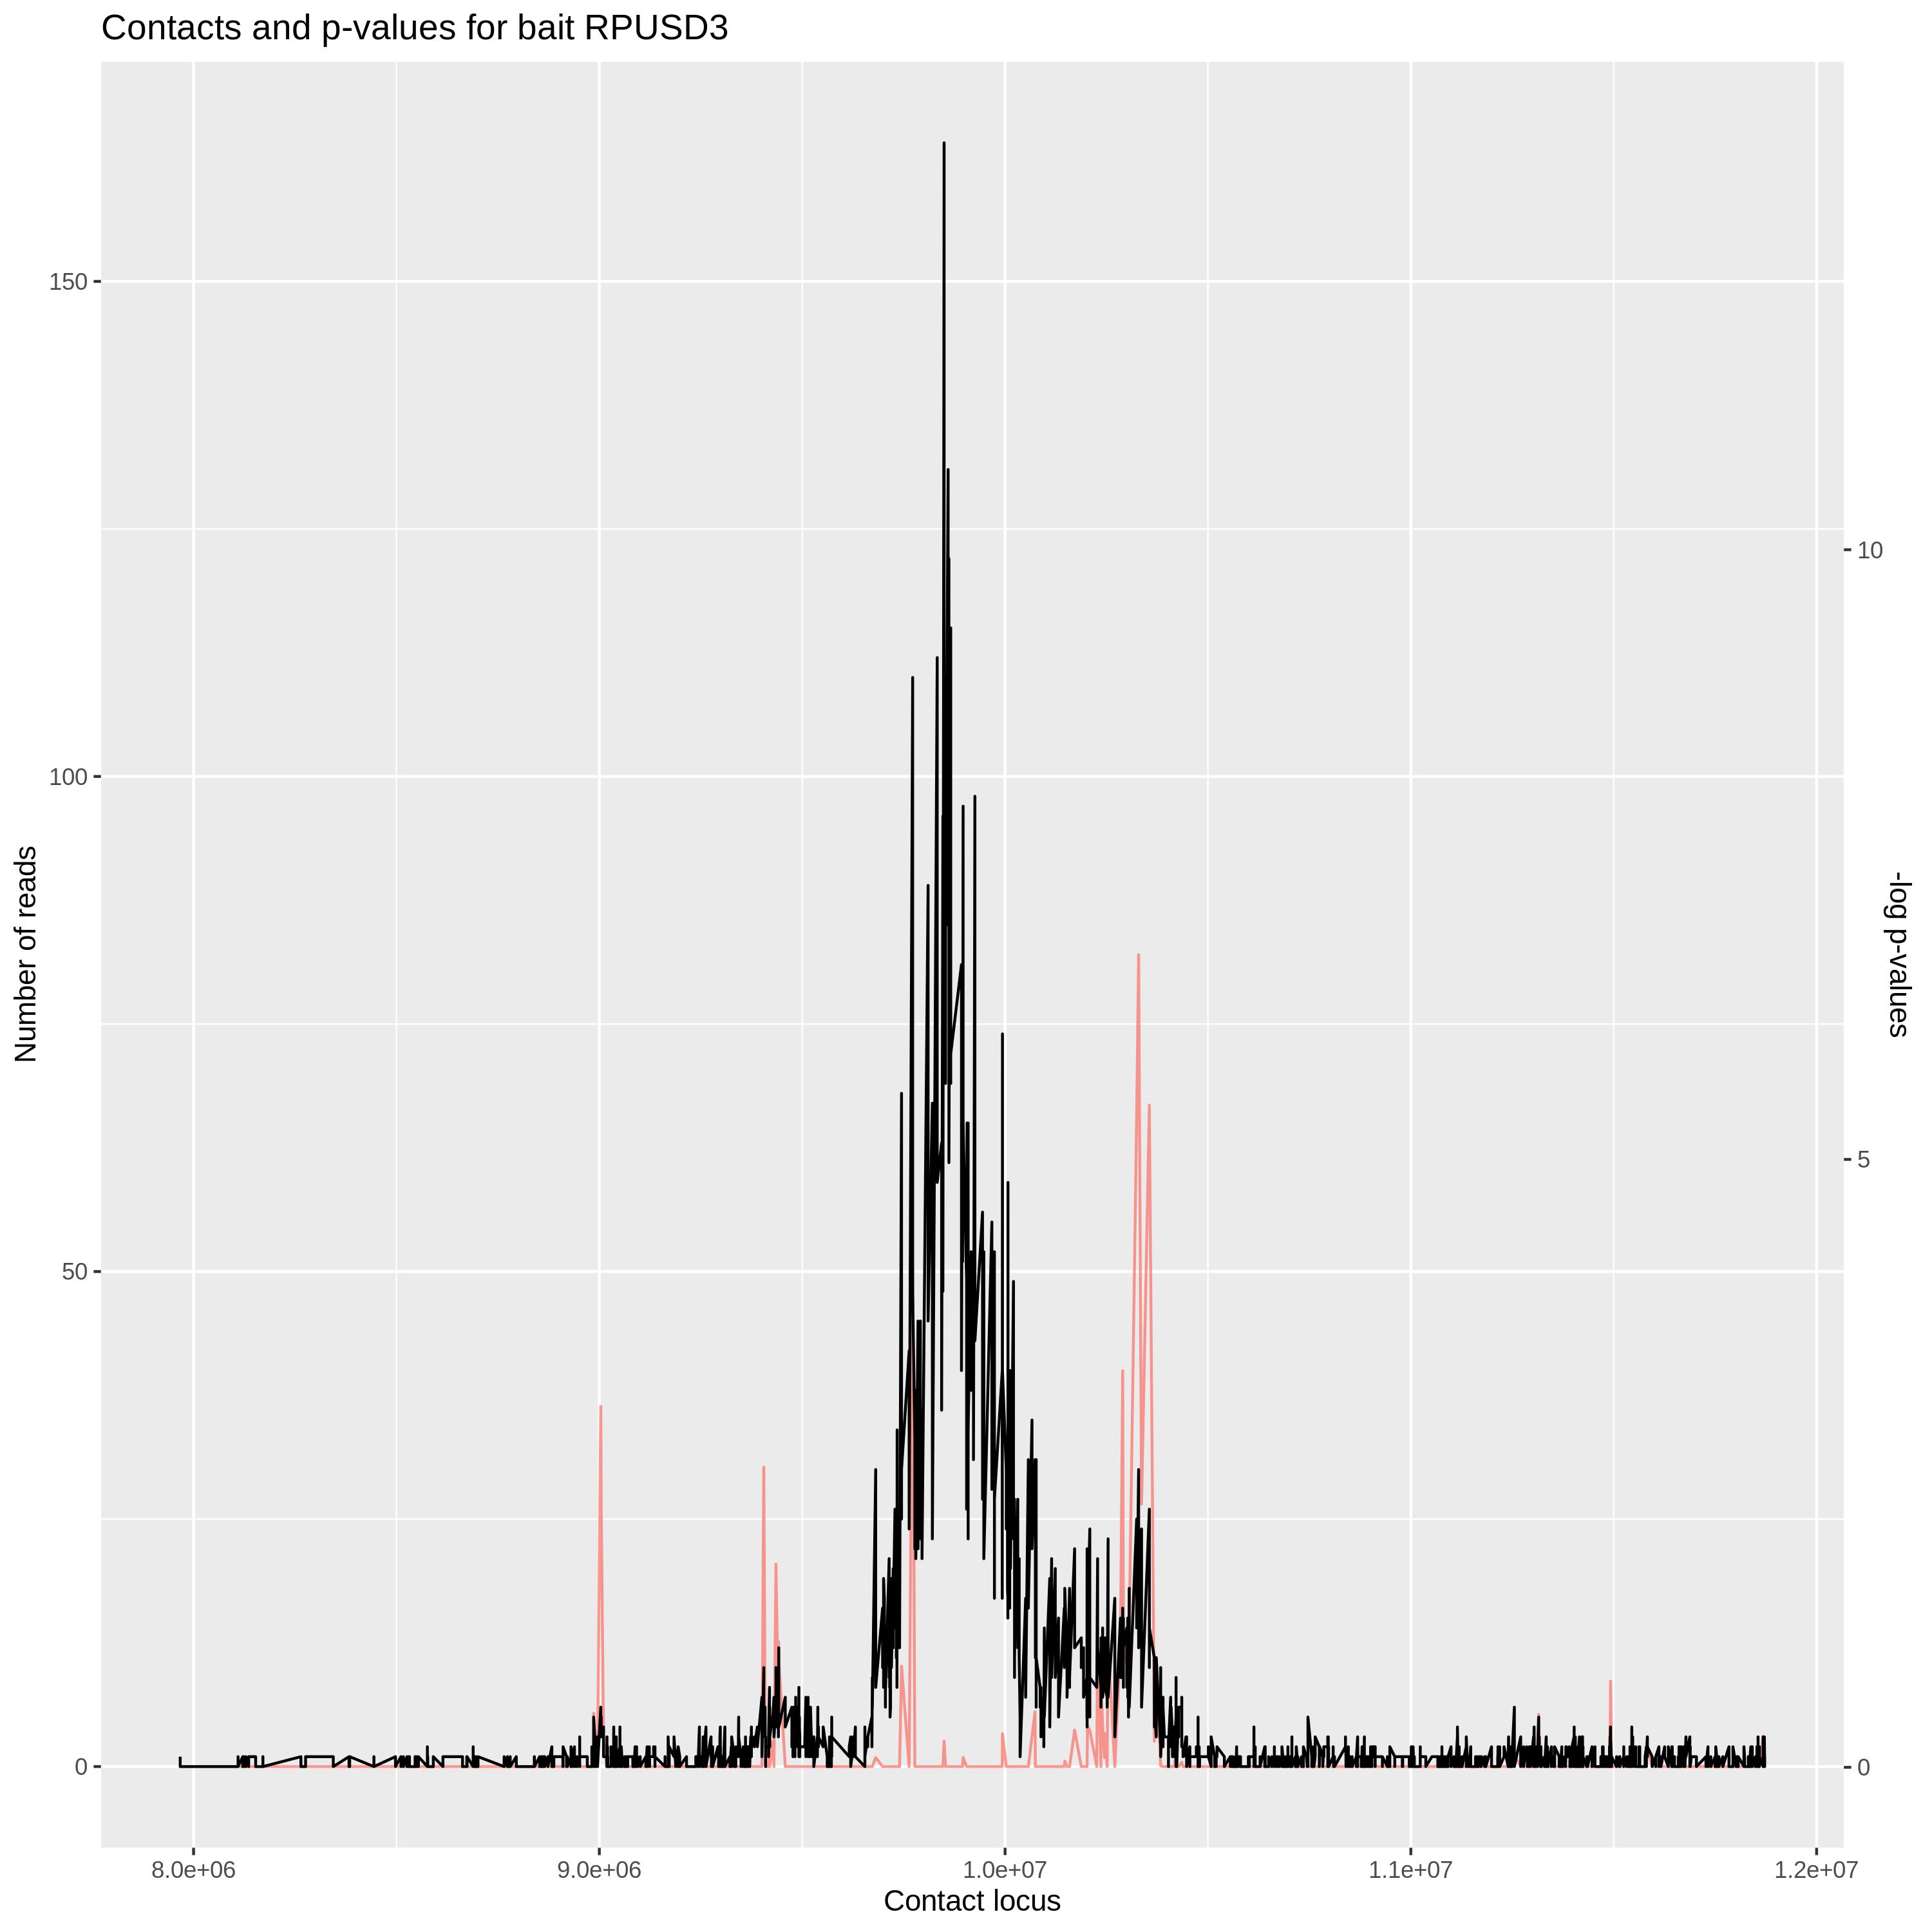 Contacts and p-values for bait RPUSD3
150
100
50
0
Number of reads
10
5
0
-log p-values
8.0e+06
9.0e+06
1.0e+07
1.1e+07
1.2e+07
Contact locus